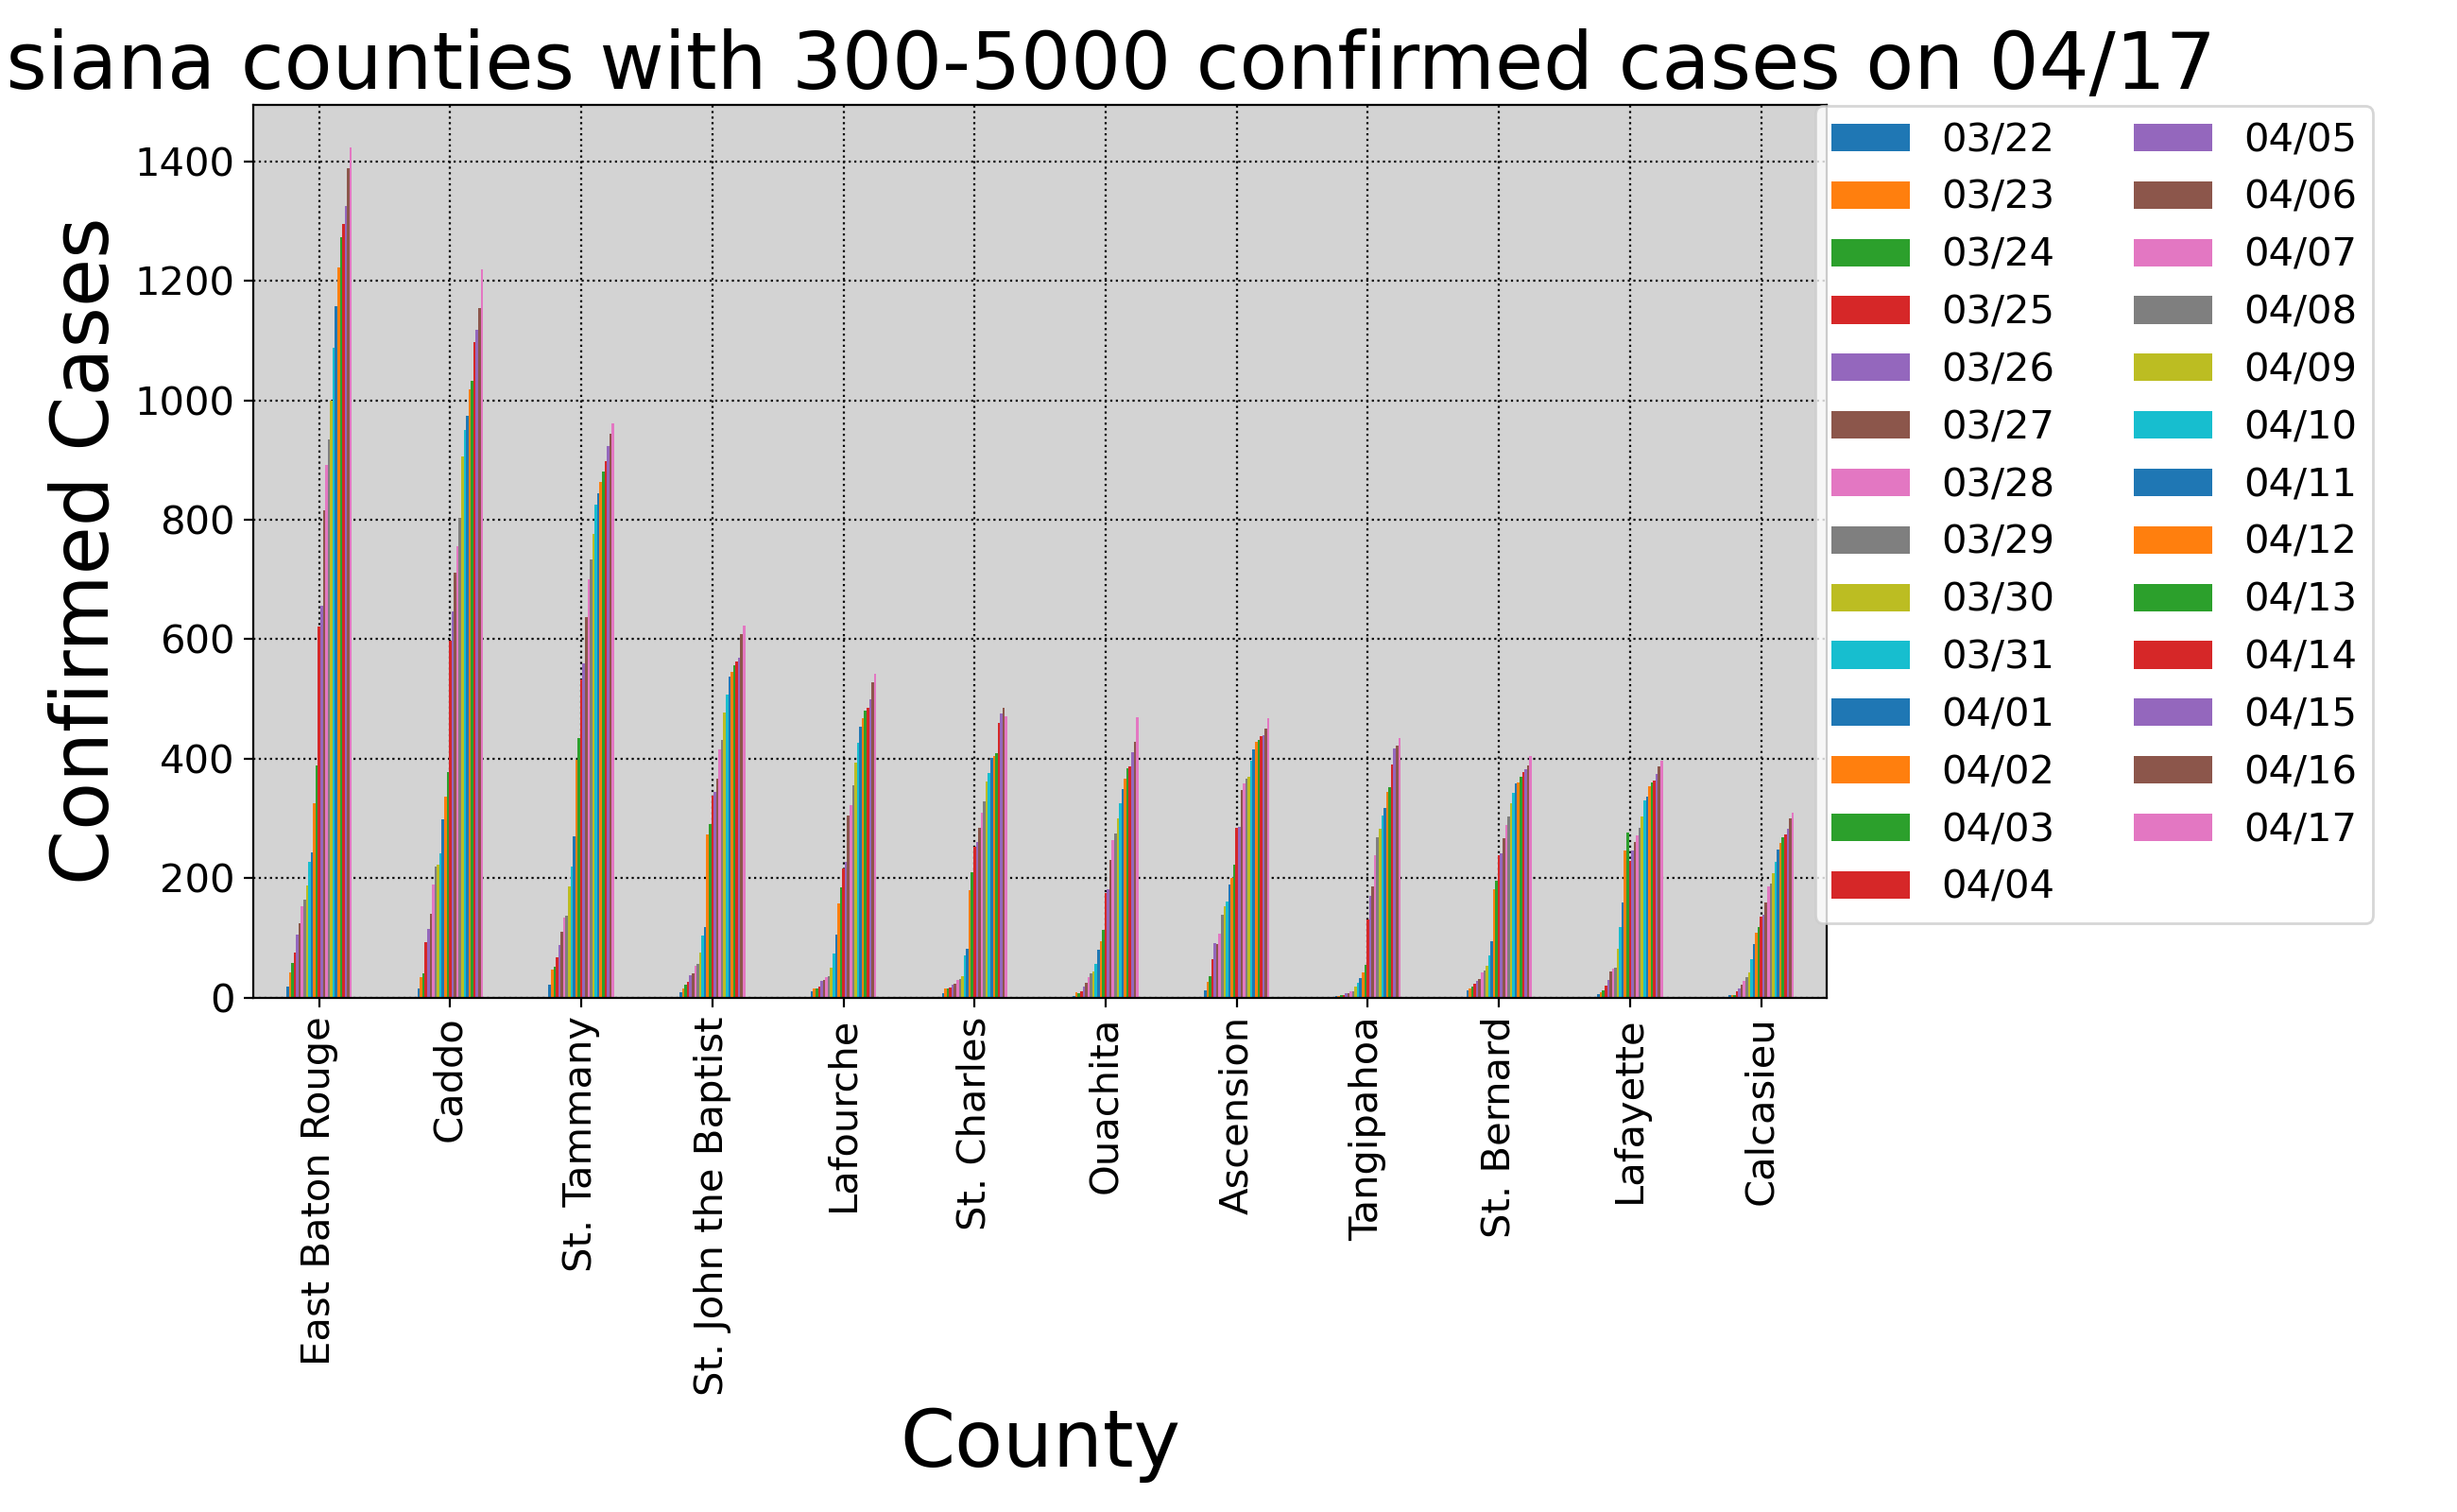 siana counties with 300-5000 confirmed cases on 04/17
Confirmed Cases
1400
1200
1000
800
600
400
200
0
East Baton Rouge
Caddo
St. Tammany
St. John the Baptist
Lafourche
St. Charles
Ouachita
Ascension
Tangipahoa
St. Bernard
Lafayette
Calcasieu
County
03/22
03/23
03/24
03/25
03/26
03/27
03/28
03/29
03/30
03/31
04/01
04/02
04/03
04/04
04/05
04/06
04/07
04/08
04/09
04/10
04/11
04/12
04/13
04/14
04/15
04/16
04/17